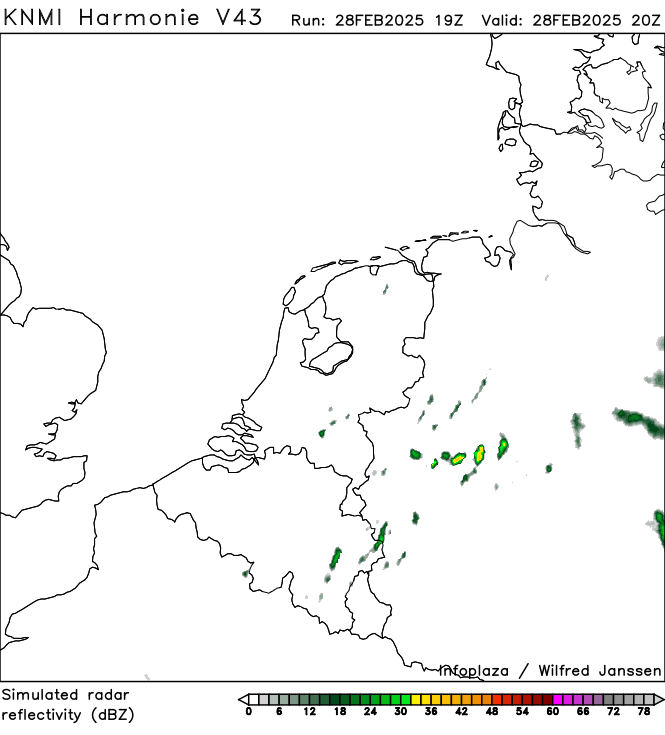 KNMI Harmonie V43 Run: 28FEB2025 19Z Valid: 28FEB2025 20Z
infoplaza / Wilfred Janssen
Simulated radar
reflectivity (dBZ)
0 6 12 18 24 30 36 42 48 54 60 66 72 78